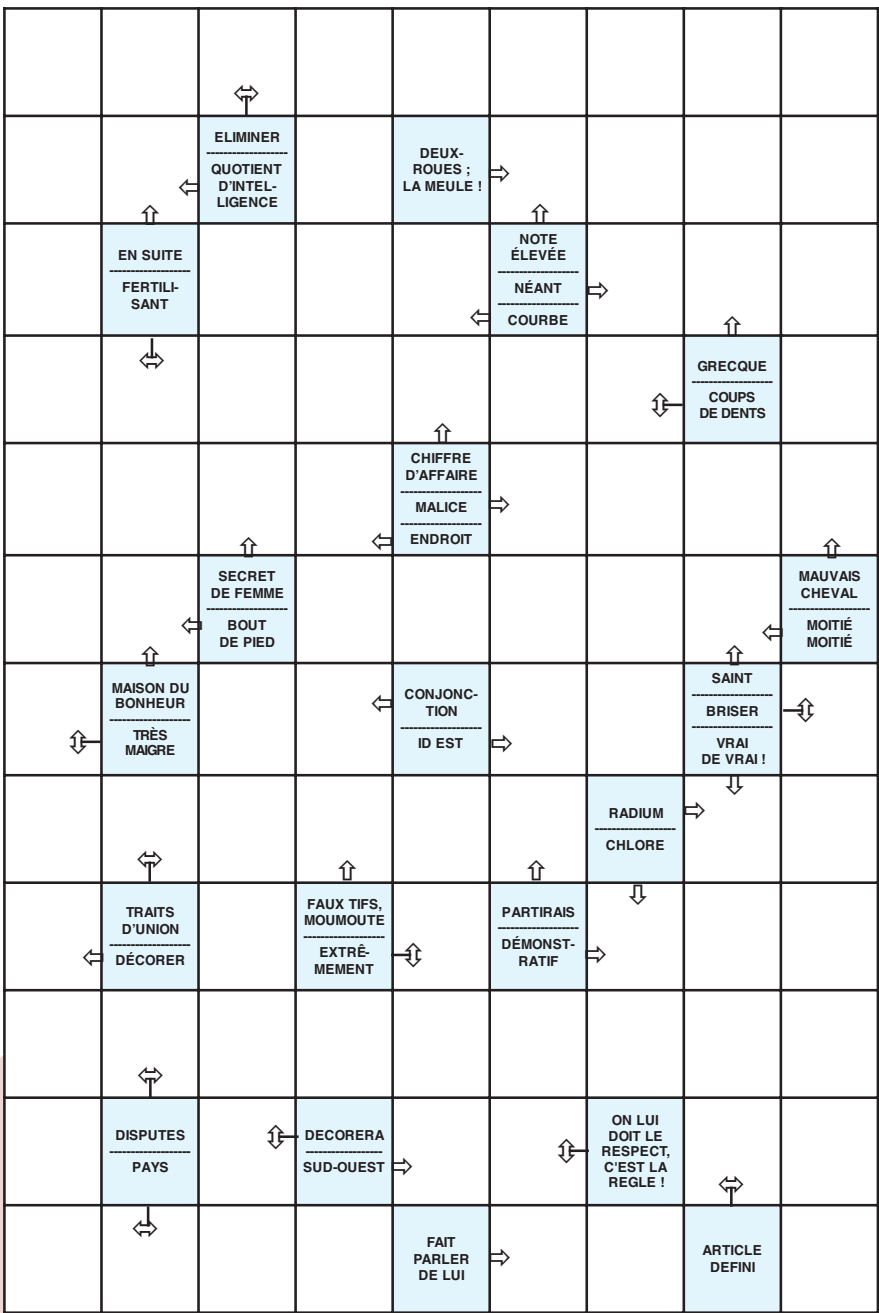 ELIMINER
QUOTIENT
D'INTEL-
LIGENCE
DEUX-
ROUES ;
LA MEULE !
EN SUITE
FERTILI-
SANT
NOTE
ÉLEVÉE
NÉANT
COURBE
GRECQUE
COUPS
DE DENTS
CHIFFRE
D'AFFAIRE
MALICE
ENDROIT
SECRET
DE FEMME
BOUT
DE PIED
MAUVAIS
CHEVAL
MOITIÉ
MOITIÉ
MAISON DU
BONHEUR
TRÈS
MAIGRE
CONJONC-
TION
ID EST
SAINT
BRISER
VRAI
DE VRAI !
RADIUM
CHLORE
TRAITS
D'UNION
DÉCORER
FAUX TIFS,
MOUMOUTE
EXTRÊ-
MEMENT
PARTIRAIS
DÉMONST-
RATIF
DISPUTES
PAYS
DECORERA
SUD-OUEST
ON LUI
DOIT LE
RESPECT,
C'EST LA
REGLE !
FAIT
PARLER
DE LUI
ARTICLE
DEFINI